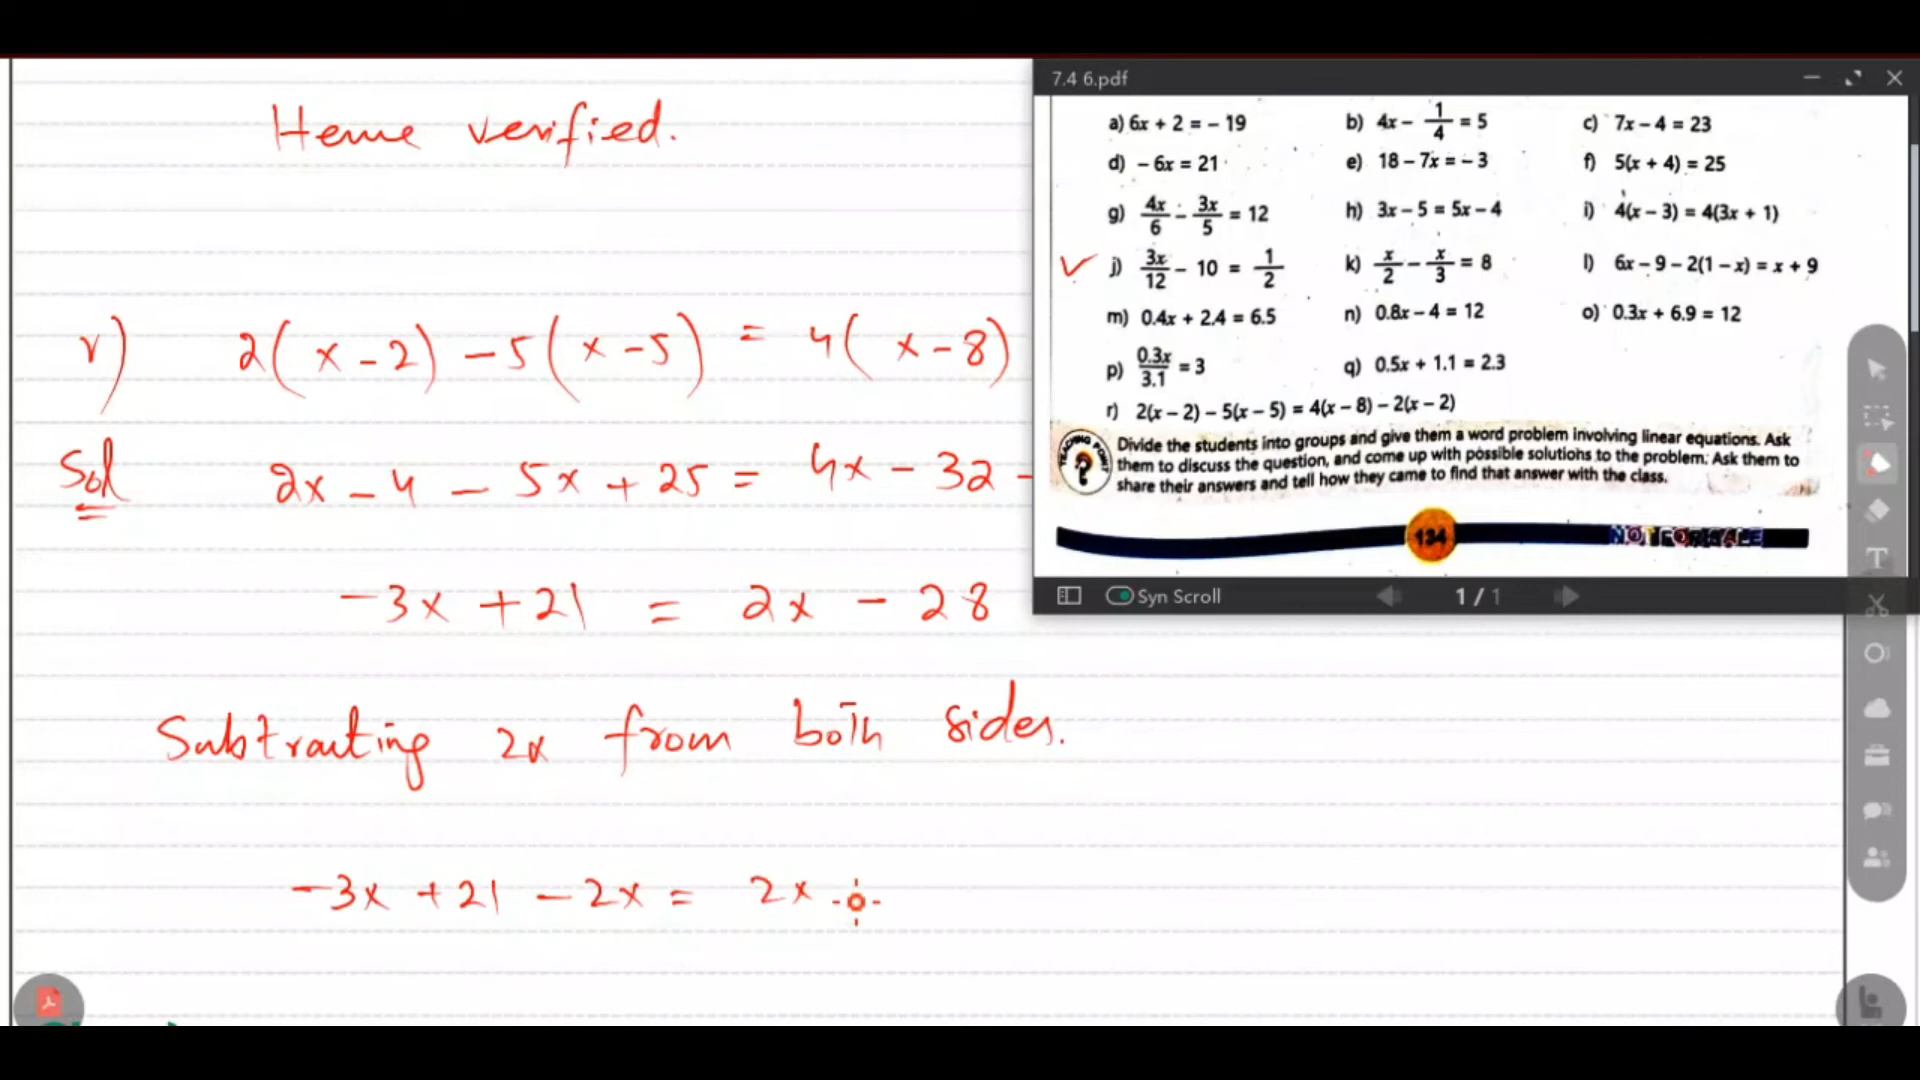 Hence verified.
r) 2(x-2) -5(x-5) = 4(x-8)
Sol 2x - 4 - 5x + 25 = 4x - 32 -
-3x + 21 = 2x - 28
Subtracting 2x from both sides.
-3x + 21 - 2x = 2x
7.4 6.pdf
a) 6x + 2 = - 19 b) 4x - 1/4 = 5 c) 7x - 4 = 23
d) - 6x = 21 e) 18 - 7x = - 3 f) 5(x + 4) = 25
g) 4x/6 - 3x/5 = 12 h) 3x - 5 = 5x - 4 i) 4(x - 3) = 4(3x + 1)
j) 3x/12 - 10 = 1/2 k) x/2 - x/3 = 8 l) 6x - 9 - 2(1 - x) = x + 9
m) 0.4x + 2.4 = 6.5 n) 0.8x - 4 = 12 o) 0.3x + 6.9 = 12
p) 0.3x/3.1 = 3 q) 0.5x + 1.1 = 2.3
r) 2(x - 2) - 5(x - 5) = 4(x - 8) - 2(x - 2)
TEACHING POINT
?
Divide the students into groups and give them a word problem involving linear equations. Ask
them to discuss the question, and come up with possible solutions to the problem. Ask them to
share their answers and tell how they came to find that answer with the class.
134
NOT FOR SALE
Syn Scroll
1 / 1
T